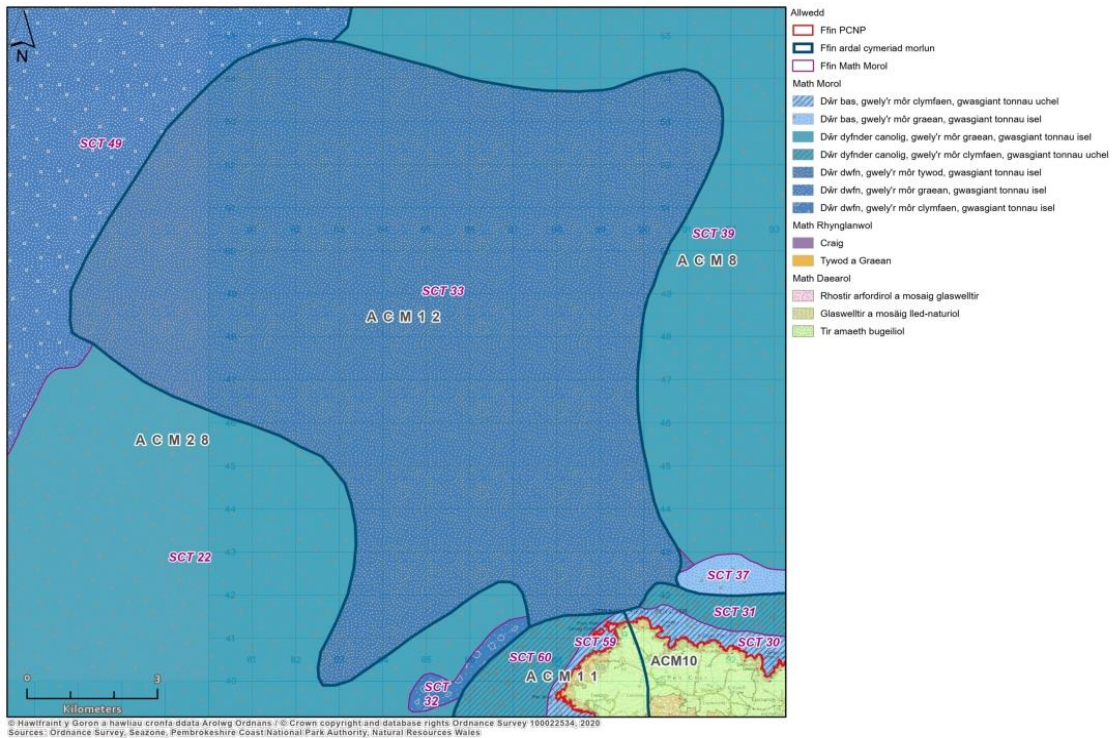 N
SCT 49
SCT 39
A C M 8
SCT 33
A C M 1 2
A C M 2 8
SCT 22
SCT 37
SCT 31
SCT 59
SCT 30
SCT 60
ACM10
A C M 1 1
SCT
32
0 3
Kilometers
Allwedd
Ffin PCNP
Ffin ardal cymeriad morlun
Ffin Math Morol
Math Morol
Dŵr bas, gwely'r môr clymfaen, gwasgiant tonnau uchel
Dŵr bas, gwely'r môr graean, gwasgiant tonnau isel
Dŵr dyfnder canolig, gwely'r môr graean, gwasgiant tonnau isel
Dŵr dyfnder canolig, gwely'r môr clymfaen, gwasgiant tonnau uchel
Dŵr dwfn, gwely'r môr tywod, gwasgiant tonnau isel
Dŵr dwfn, gwely'r môr graean, gwasgiant tonnau isel
Dŵr dwfn, gwely'r môr clymfaen, gwasgiant tonnau isel
Math Rhynglanwol
Craig
Tywod a Graean
Math Daearol
Rhostir arfordirol a mosaig glaswelltir
Glaswelltir a mosäig lled-naturiol
Tir amaeth bugeiliol
© Hawlfraint y Goron a hawliau cronfa ddata Arolwg Ordnans / © Crown copyright and database rights Ordnance Survey 100022534, 2020
Sources: Ordnance Survey, Seazone, Pembrokeshire Coast National Park Authority, Natural Resources Wales